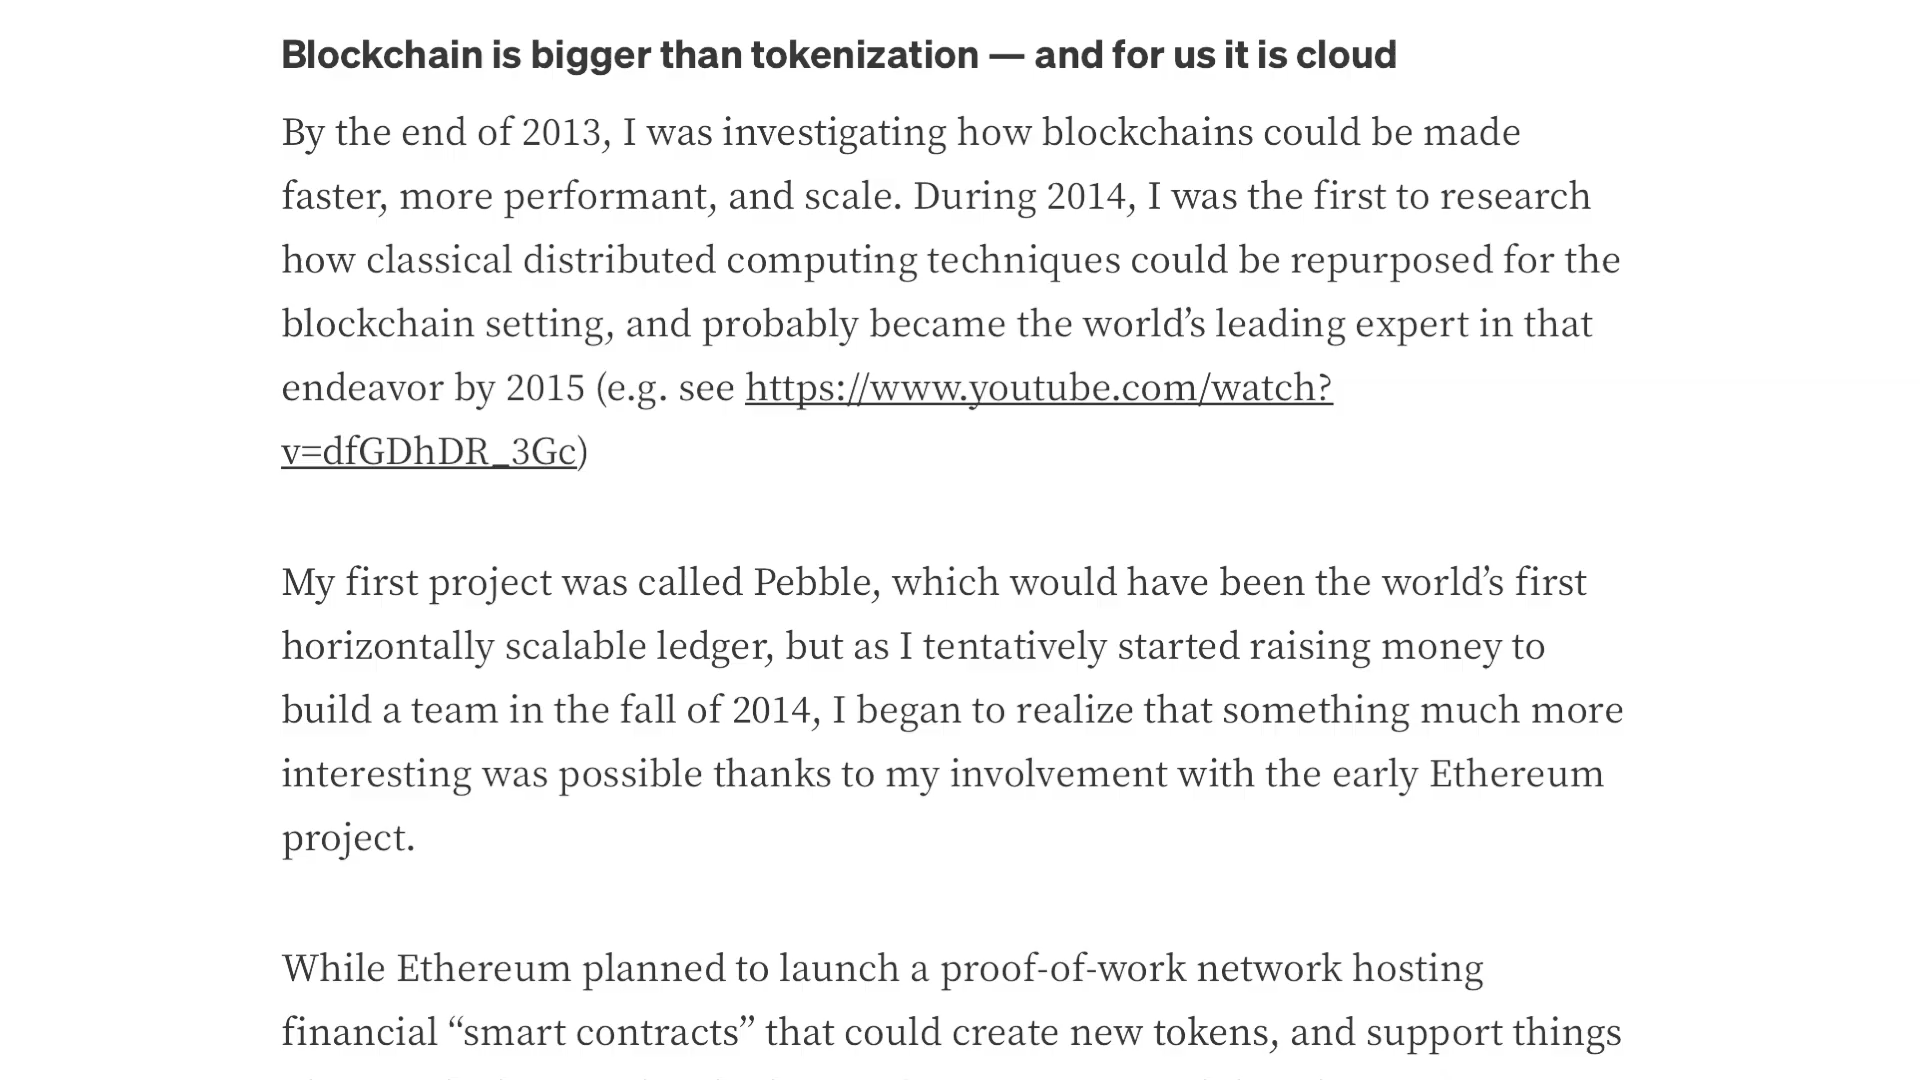 Blockchain is bigger than tokenization — and for us it is cloud
By the end of 2013, I was investigating how blockchains could be made
faster, more performant, and scale. During 2014, I was the first to research
how classical distributed computing techniques could be repurposed for the
blockchain setting, and probably became the world’s leading expert in that
endeavor by 2015 (e.g. see https://www.youtube.com/watch?
v=dfGDhDR_3Gc)
My first project was called Pebble, which would have been the world’s first
horizontally scalable ledger, but as I tentatively started raising money to
build a team in the fall of 2014, I began to realize that something much more
interesting was possible thanks to my involvement with the early Ethereum
project.
While Ethereum planned to launch a proof-of-work network hosting
financial “smart contracts” that could create new tokens, and support things